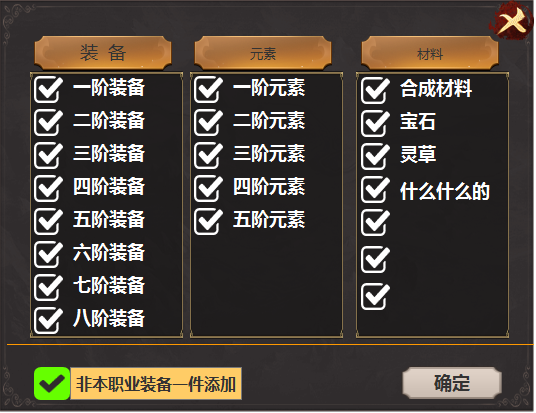 装 备
一阶装备
二阶装备
三阶装备
四阶装备
五阶装备
六阶装备
七阶装备
八阶装备
元素
一阶元素
二阶元素
三阶元素
四阶元素
五阶元素
材料
合成材料
宝石
灵草
什么什么的
非本职业装备一件添加
确定